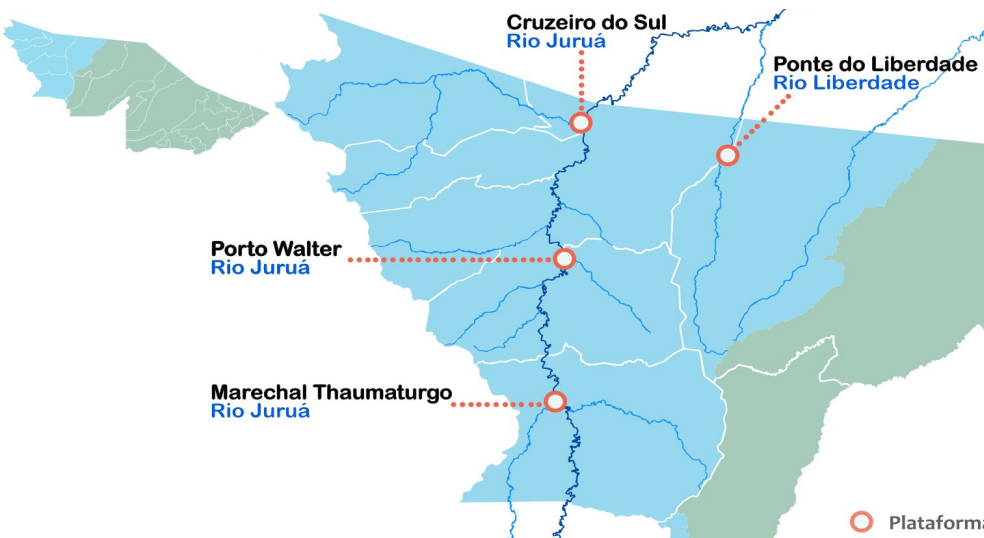 Cruzeiro do Sul
Rio Juruá
Ponte do Liberdade
Rio Liberdade
Porto Walter
Rio Juruá
Marechal Thaumaturgo
Rio Juruá
Plataforma